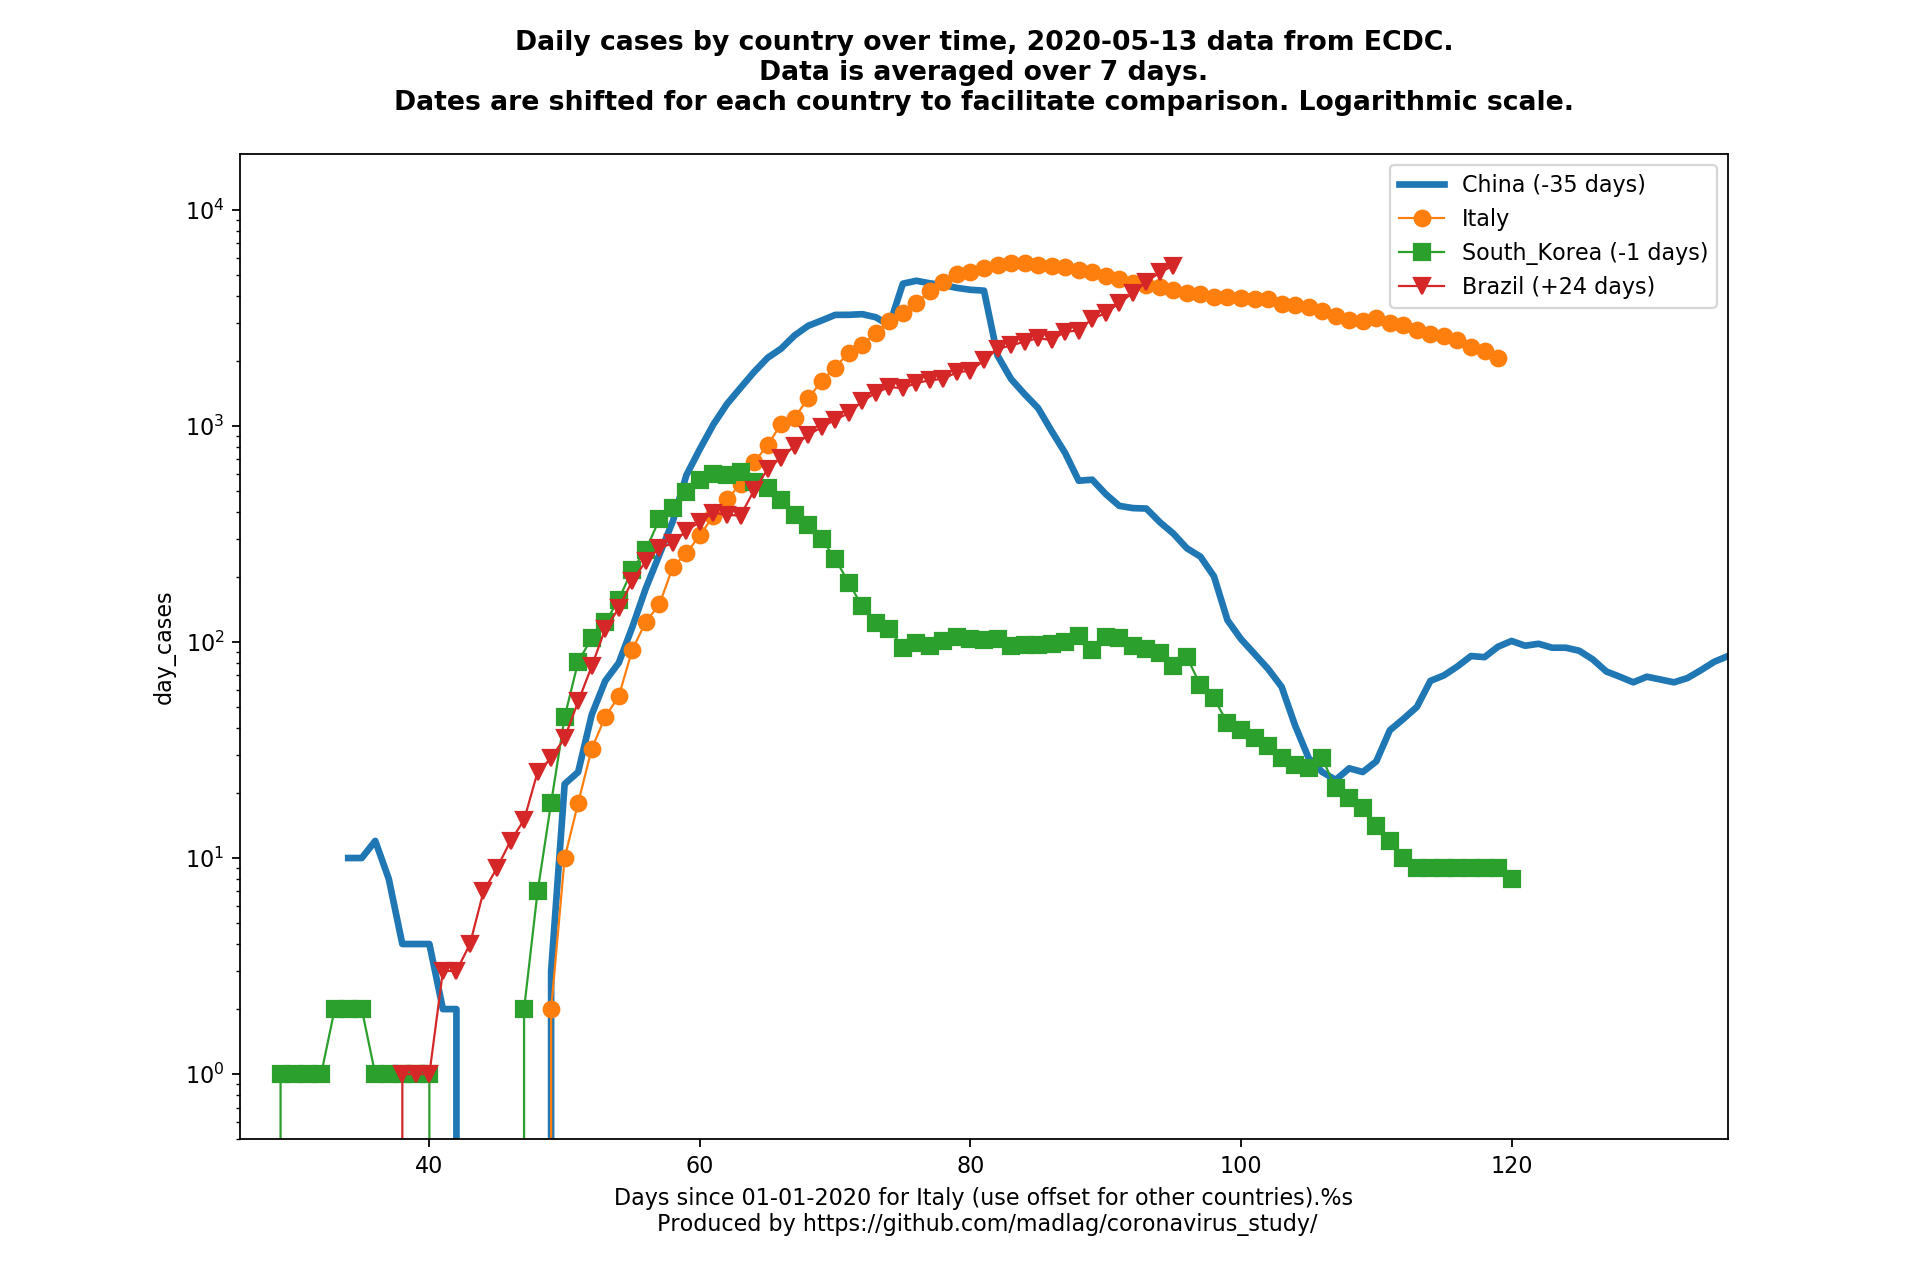 Daily cases by country over time, 2020-05-13 data from ECDC.
Data is averaged over 7 days.
Dates are shifted for each country to facilitate comparison. Logarithmic scale.
China (-35 days)
Italy
South_Korea (-1 days)
Brazil (+24 days)
10⁴
10³
10²
10¹
10⁰
day_cases
40 60 80 100 120
Days since 01-01-2020 for Italy (use offset for other countries).%s
Produced by https://github.com/madlag/coronavirus_study/